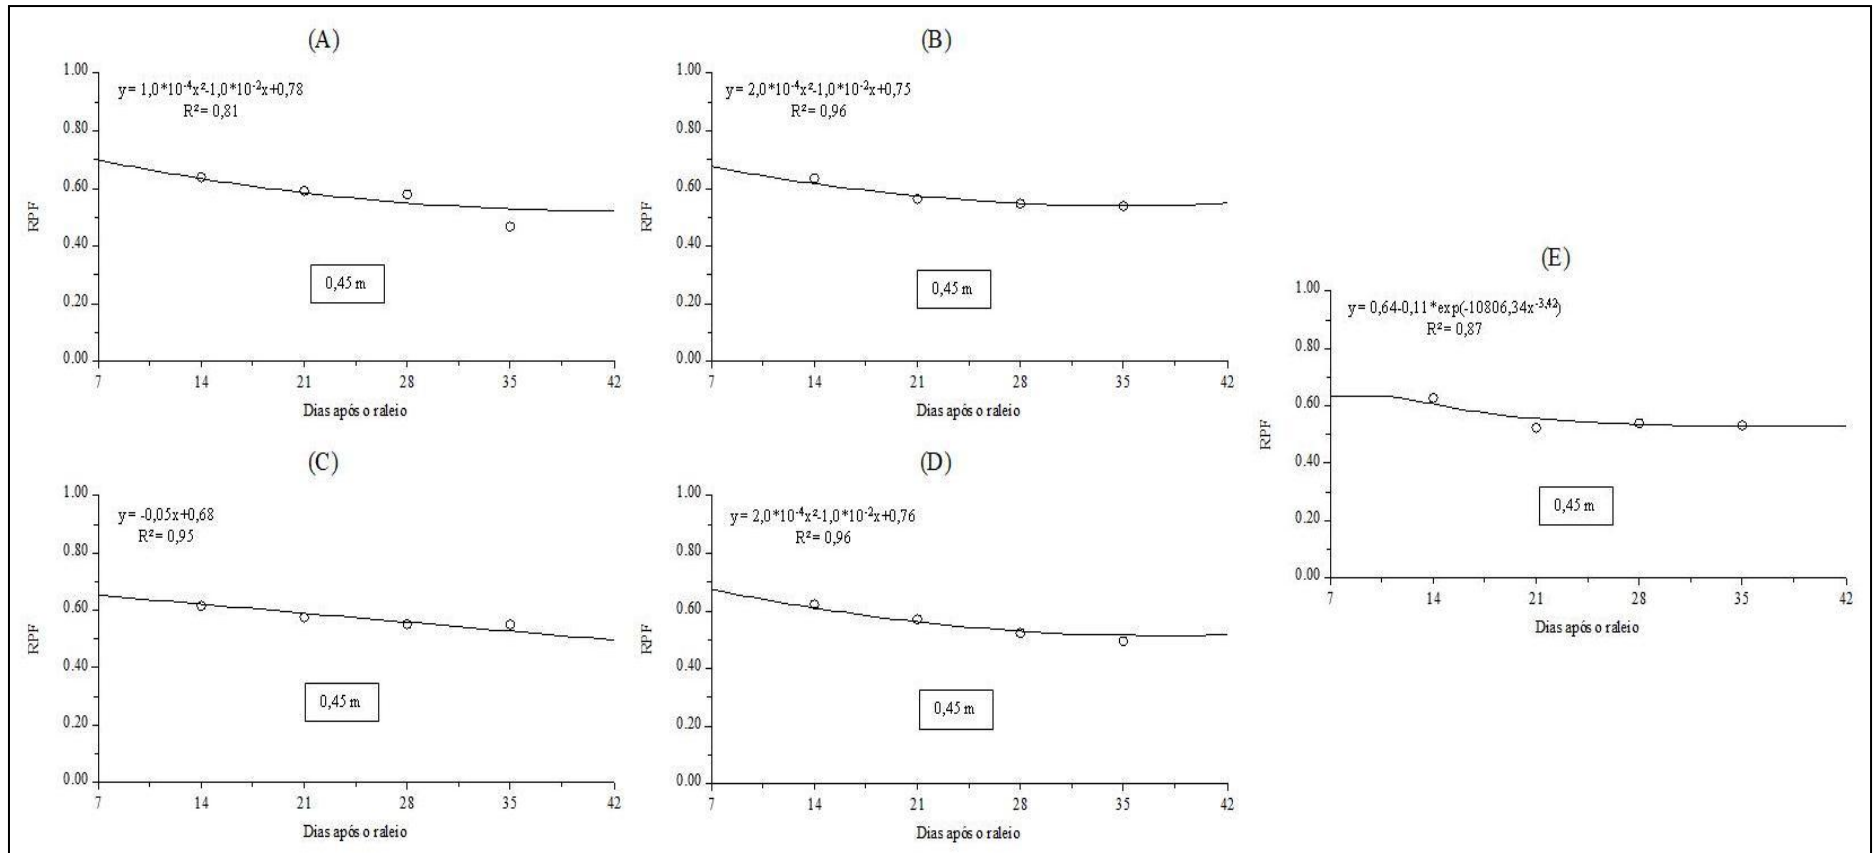 (A)
1.00
y = 1,0*10⁻⁴x²-1,0*10⁻²x+0,78
R² = 0,81
0.80
0.60
RPF
0.40
0,45 m
0.20
0.00
7 14 21 28 35 42
Dias após o raleio
(B)
1.00
y = 2,0*10⁻⁴x²-1,0*10⁻²x+0,75
R² = 0,96
0.80
0.60
RPF
0.40
0,45 m
0.20
0.00
7 14 21 28 35 42
Dias após o raleio
(C)
1.00
y = -0,05x+0,68
R² = 0,95
0.80
0.60
RPF
0.40
0,45 m
0.20
0.00
7 14 21 28 35 42
Dias após o raleio
(D)
1.00
y = 2,0*10⁻⁴x²-1,0*10⁻²x+0,76
R² = 0,96
0.80
0.60
RPF
0.40
0,45 m
0.20
0.00
7 14 21 28 35 42
Dias após o raleio
(E)
1.00
y = 0,64-0,11*exp(-10806,34x⁻³,⁴²)
R² = 0,87
0.80
0.60
RPF
0.40
0,45 m
0.20
0.00
7 14 21 28 35 42
Dias após o raleio